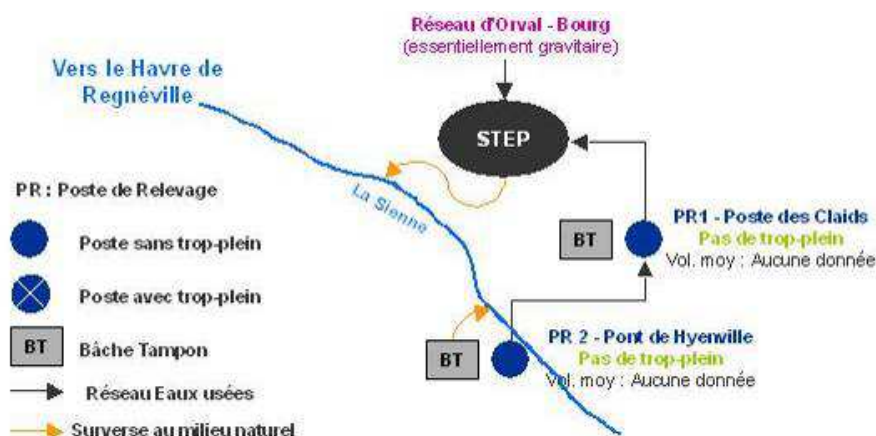 Réseau d'Orval - Bourg
(essentiellement gravitaire)
Vers le Havre de
Regnéville
STEP
PR : Poste de Relevage
La Sienne
Poste sans trop-plein
BT
PR1 - Poste des Claids
Pas de trop-plein
Vol. moy : Aucune donnée
Poste avec trop-plein
BT
Bâche Tampon
BT
PR 2 - Pont de Hyenville
Pas de trop-plein
Vol. moy : Aucune donnée
Réseau Eaux usées
Surverse au milieu naturel